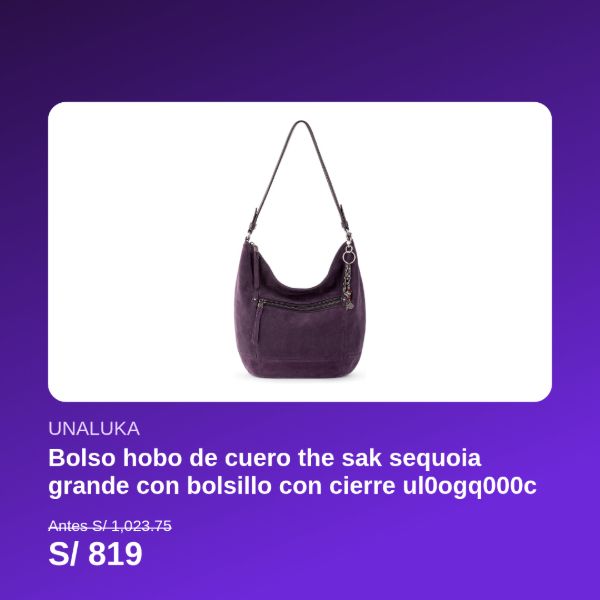 UNALUKA
Bolso hobo de cuero the sak sequoia
grande con bolsillo con cierre ul0ogq000c
Antes S/ 1,023.75
S/ 819